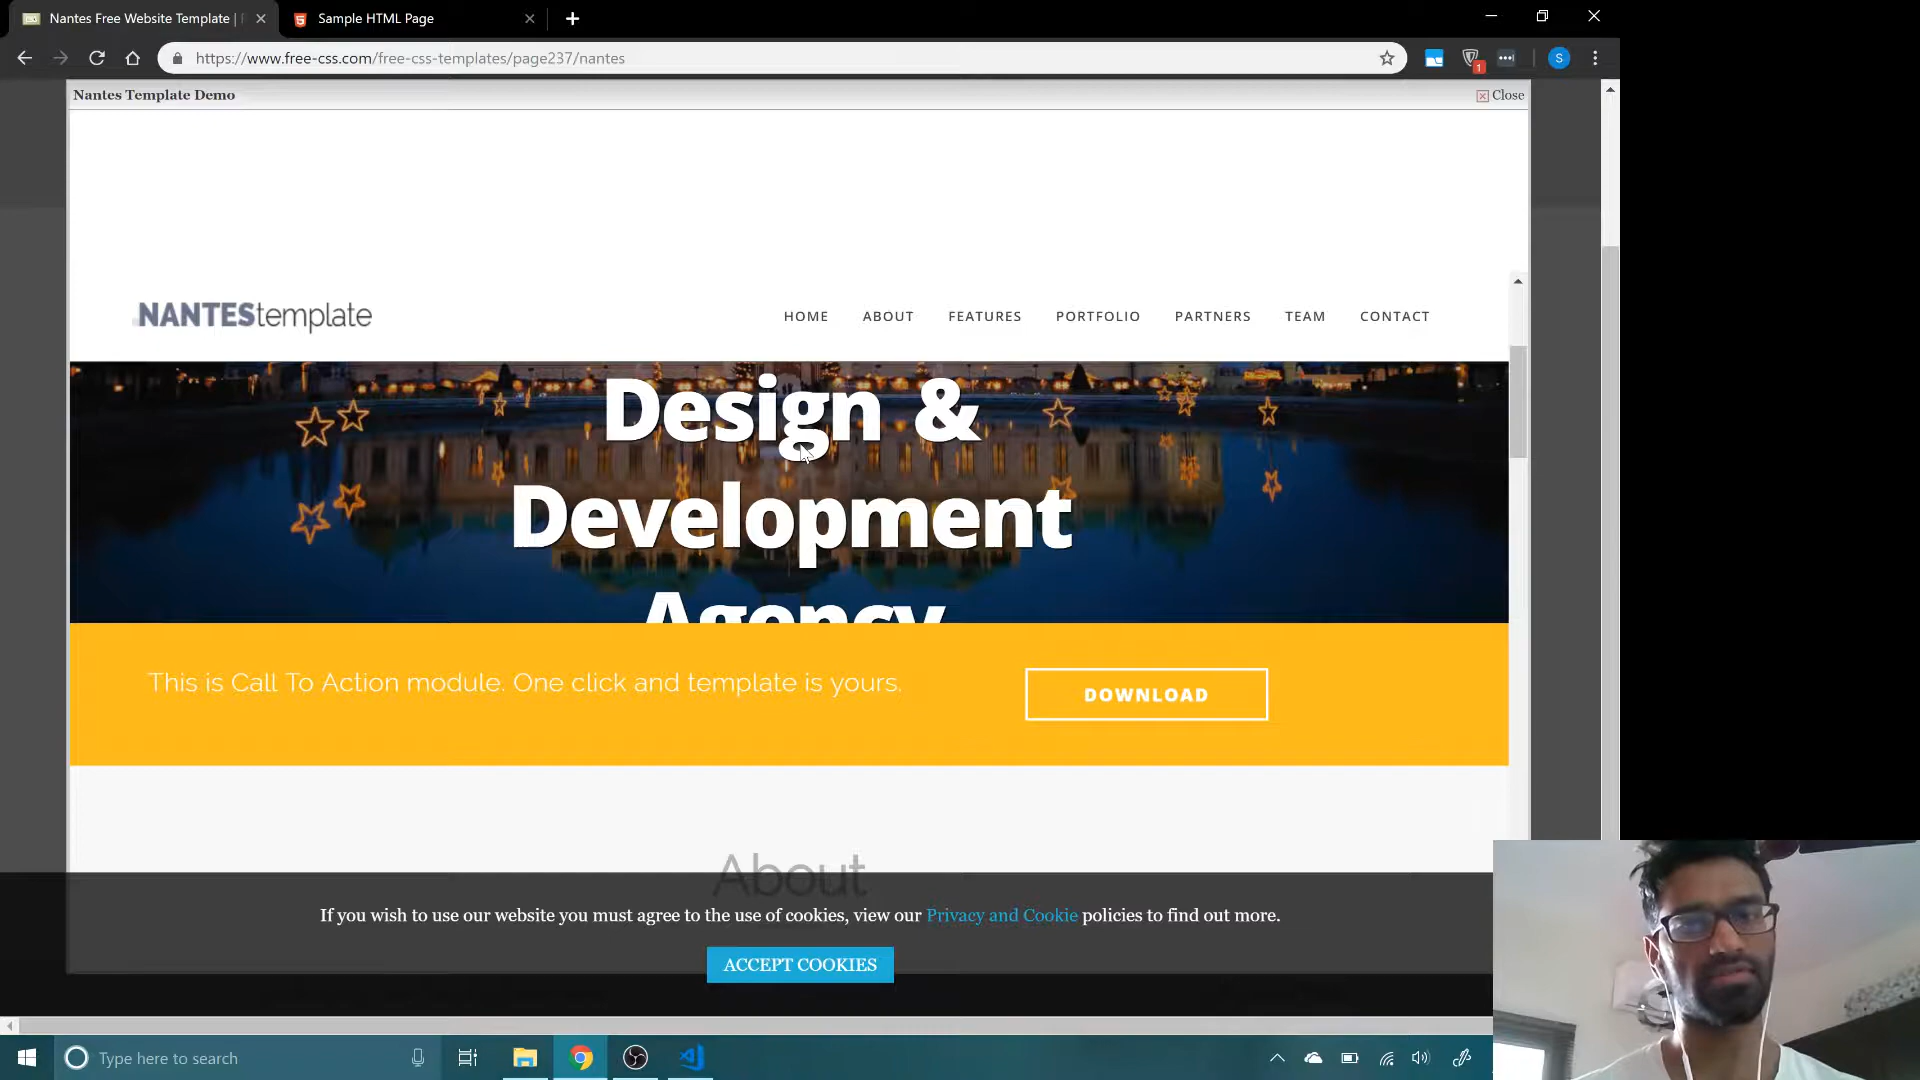 Nantes Free Website Template |
Sample HTML Page
https://www.free-css.com/free-css-templates/page237/nantes
S
1
Nantes Template Demo
Close
NANTEStemplate
HOME ABOUT FEATURES PORTFOLIO PARTNERS TEAM CONTACT
Design &
Development
Agency
This is Call To Action module. One click and template is yours.
DOWNLOAD
About
If you wish to use our website you must agree to the use of cookies, view our Privacy and Cookie policies to find out more.
ACCEPT COOKIES
Type here to search